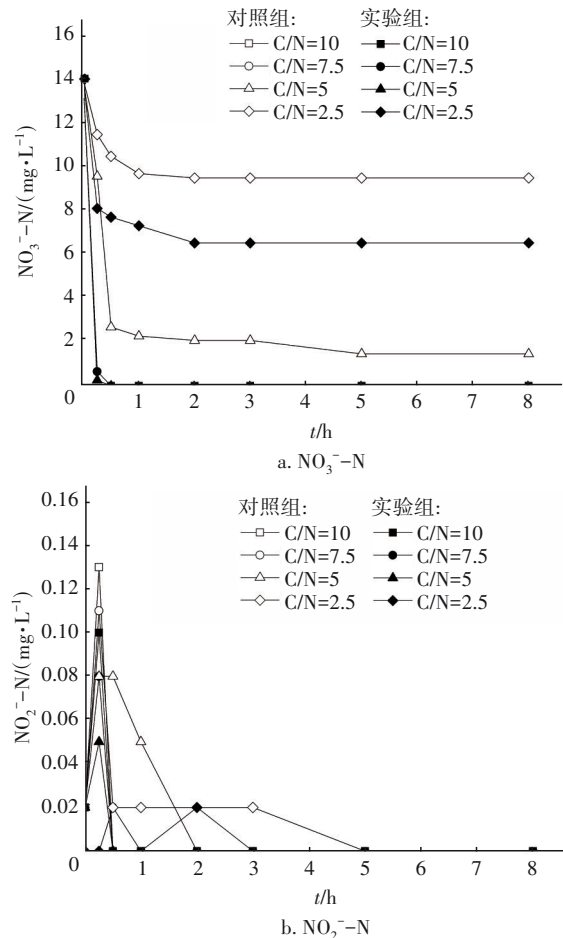 对照组: 实验组:
C/N=10 C/N=10
C/N=7.5 C/N=7.5
C/N=5 C/N=5
C/N=2.5 C/N=2.5
16
14
12
10
8
6
4
2
0
NO₃⁻-N/(mg·L⁻¹)
1 2 3 4 5 6 7 8
t/h
a. NO₃⁻-N
对照组: 实验组:
C/N=10 C/N=10
C/N=7.5 C/N=7.5
C/N=5 C/N=5
C/N=2.5 C/N=2.5
0.16
0.14
0.12
0.10
0.08
0.06
0.04
0.02
0
NO₂⁻-N/(mg·L⁻¹)
1 2 3 4 5 6 7 8
t/h
b. NO₂⁻-N